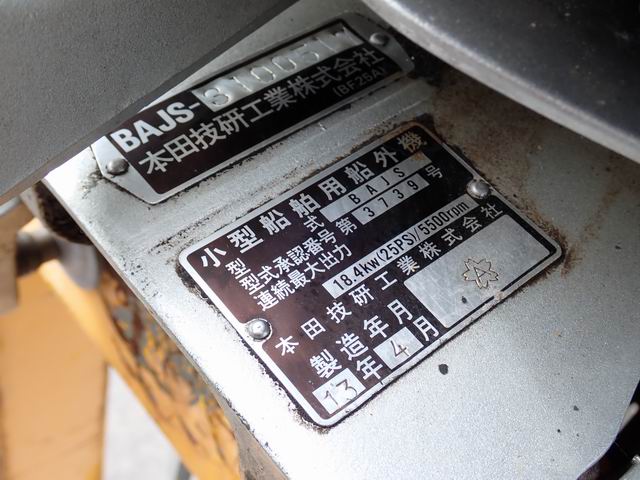 BAJS-
本田技研工業株式会社
(BF25A)
小型船舶用船外機
型式 BAJS
型式承認番号第 3739 号
連続最大出力 18.4kw(25PS)/5500rpm
本田技研工業株式会社
製造年月
13年4月